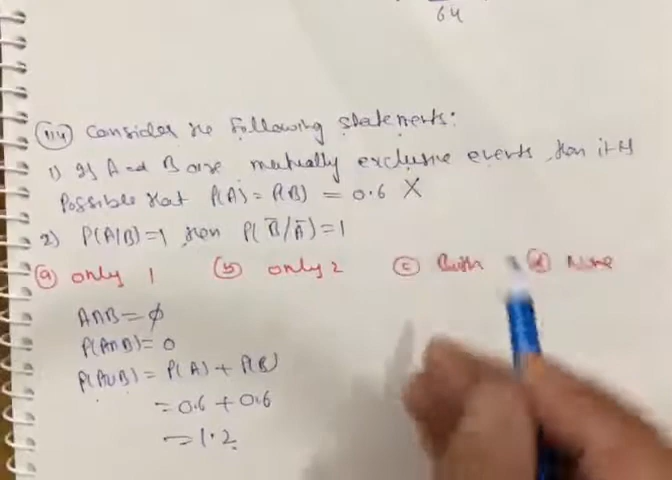 64
114 Consider the following statements:
1) If A and B are mutually exclusive events, then it is
possible that P(A) = P(B) = 0.6 X
2) P(A/B)=1, then P(B̅/A̅)=1
(a) only 1 (b) only 2 (c) Both (d) None
A∩B = ϕ
P(A∩B) = 0
P(A∪B) = P(A) + P(B)
= 0.6 + 0.6
= 1.2